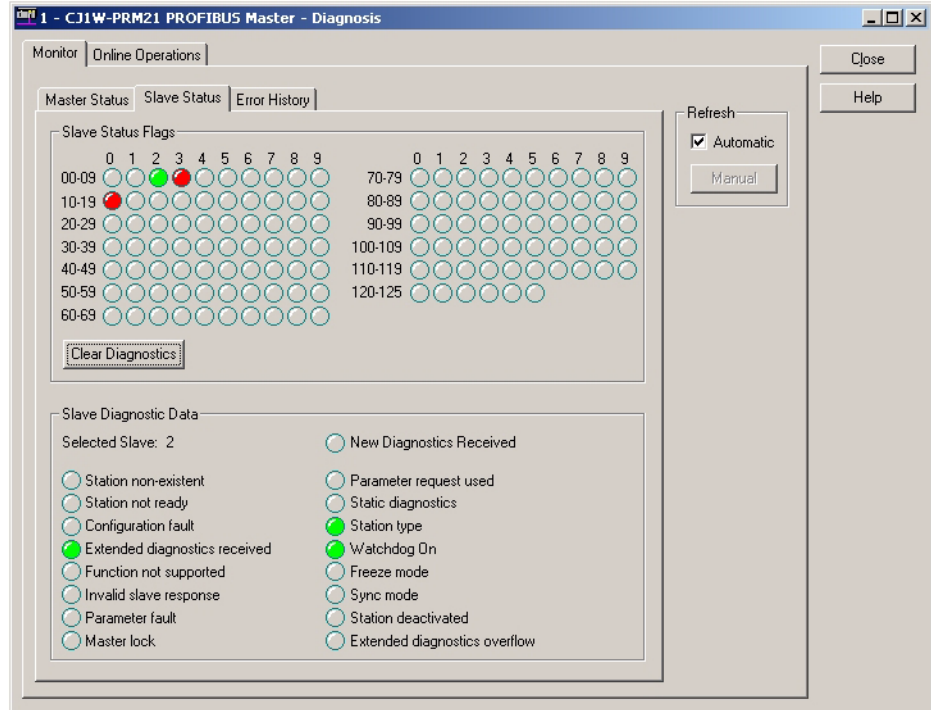 1 - CJ1W-PRM21 PROFIBUS Master - Diagnosis
Monitor Online Operations
Close
Help
Master Status Slave Status Error History
Refresh
Automatic
Manual
Slave Status Flags
0 1 2 3 4 5 6 7 8 9 0 1 2 3 4 5 6 7 8 9
00-09 70-79
10-19 80-89
20-29 90-99
30-39 100-109
40-49 110-119
50-59 120-125
60-69
Clear Diagnostics
Slave Diagnostic Data
Selected Slave: 2 New Diagnostics Received
Station non-existent Parameter request used
Station not ready Static diagnostics
Configuration fault Station type
Extended diagnostics received Watchdog On
Function not supported Freeze mode
Invalid slave response Sync mode
Parameter fault Station deactivated
Master lock Extended diagnostics overflow